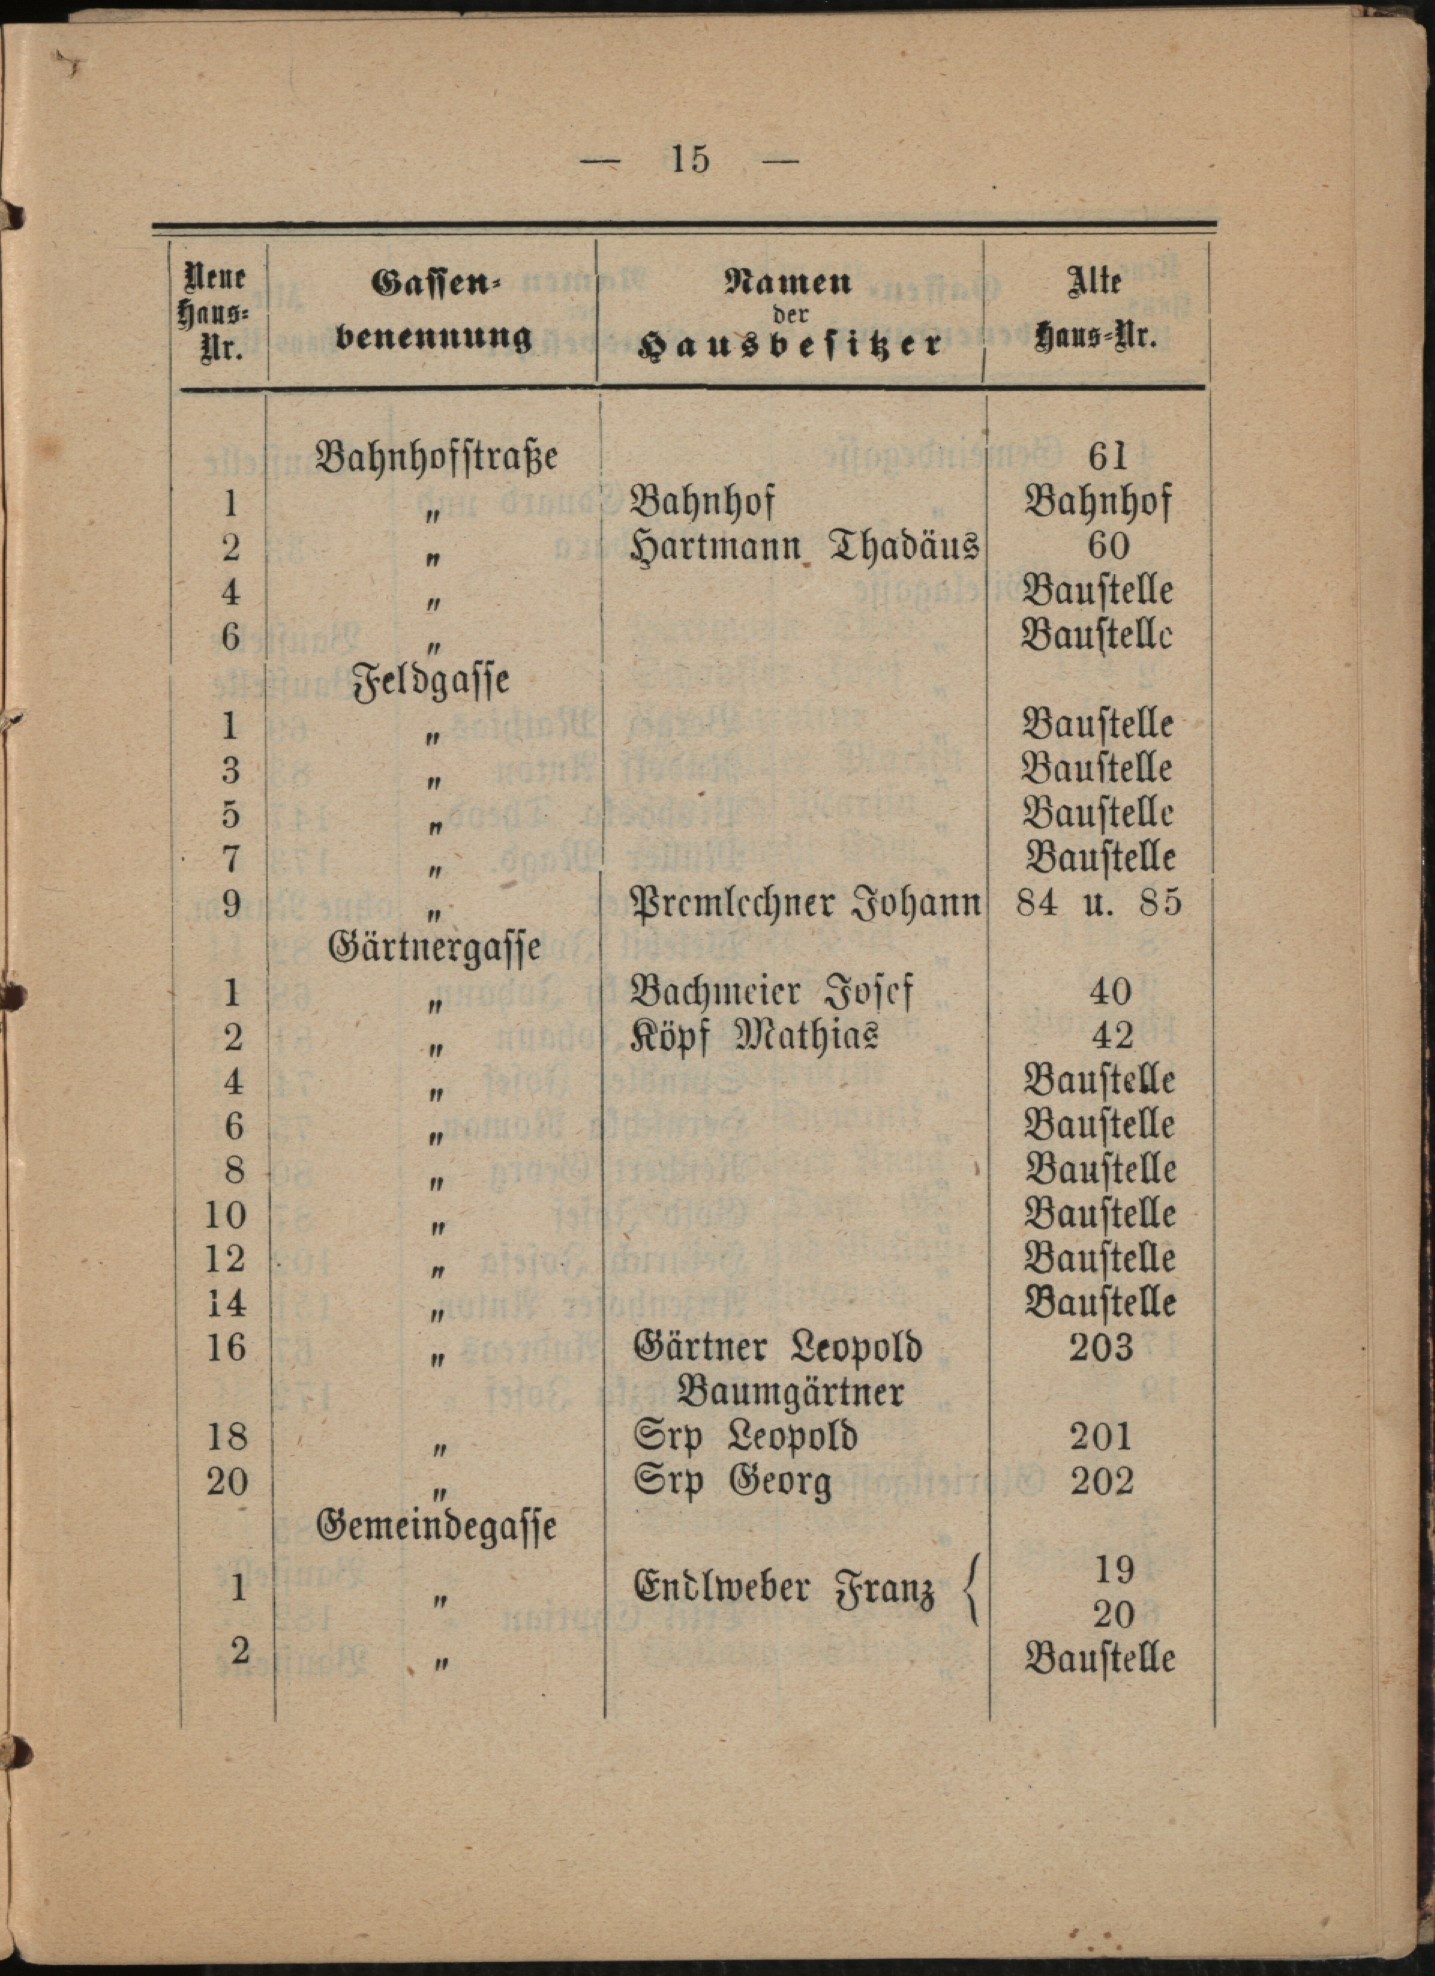 — 15 —
Neue Haus-Nr. Gassenbenennung Namen der Hausbesitzer Alte Haus-Nr.
Bahnhofstraße 61
1 " Bahnhof Bahnhof
2 " Hartmann Thadäus 60
4 " Baustelle
6 " Baustelle
Feldgasse
1 " Baustelle
3 " Baustelle
5 " Baustelle
7 " Baustelle
9 " Premlechner Johann 84 u. 85
Gärtnergasse
1 " Bachmeier Josef 40
2 " Köpf Mathias 42
4 " Baustelle
6 " Baustelle
8 " Baustelle
10 " Baustelle
12 " Baustelle
14 " Baustelle
16 " Gärtner Leopold 203
Baumgärtner
18 " Srp Leopold 201
20 " Srp Georg 202
Gemeindegasse
1 " Endlweber Franz { 19
20
2 " Baustelle